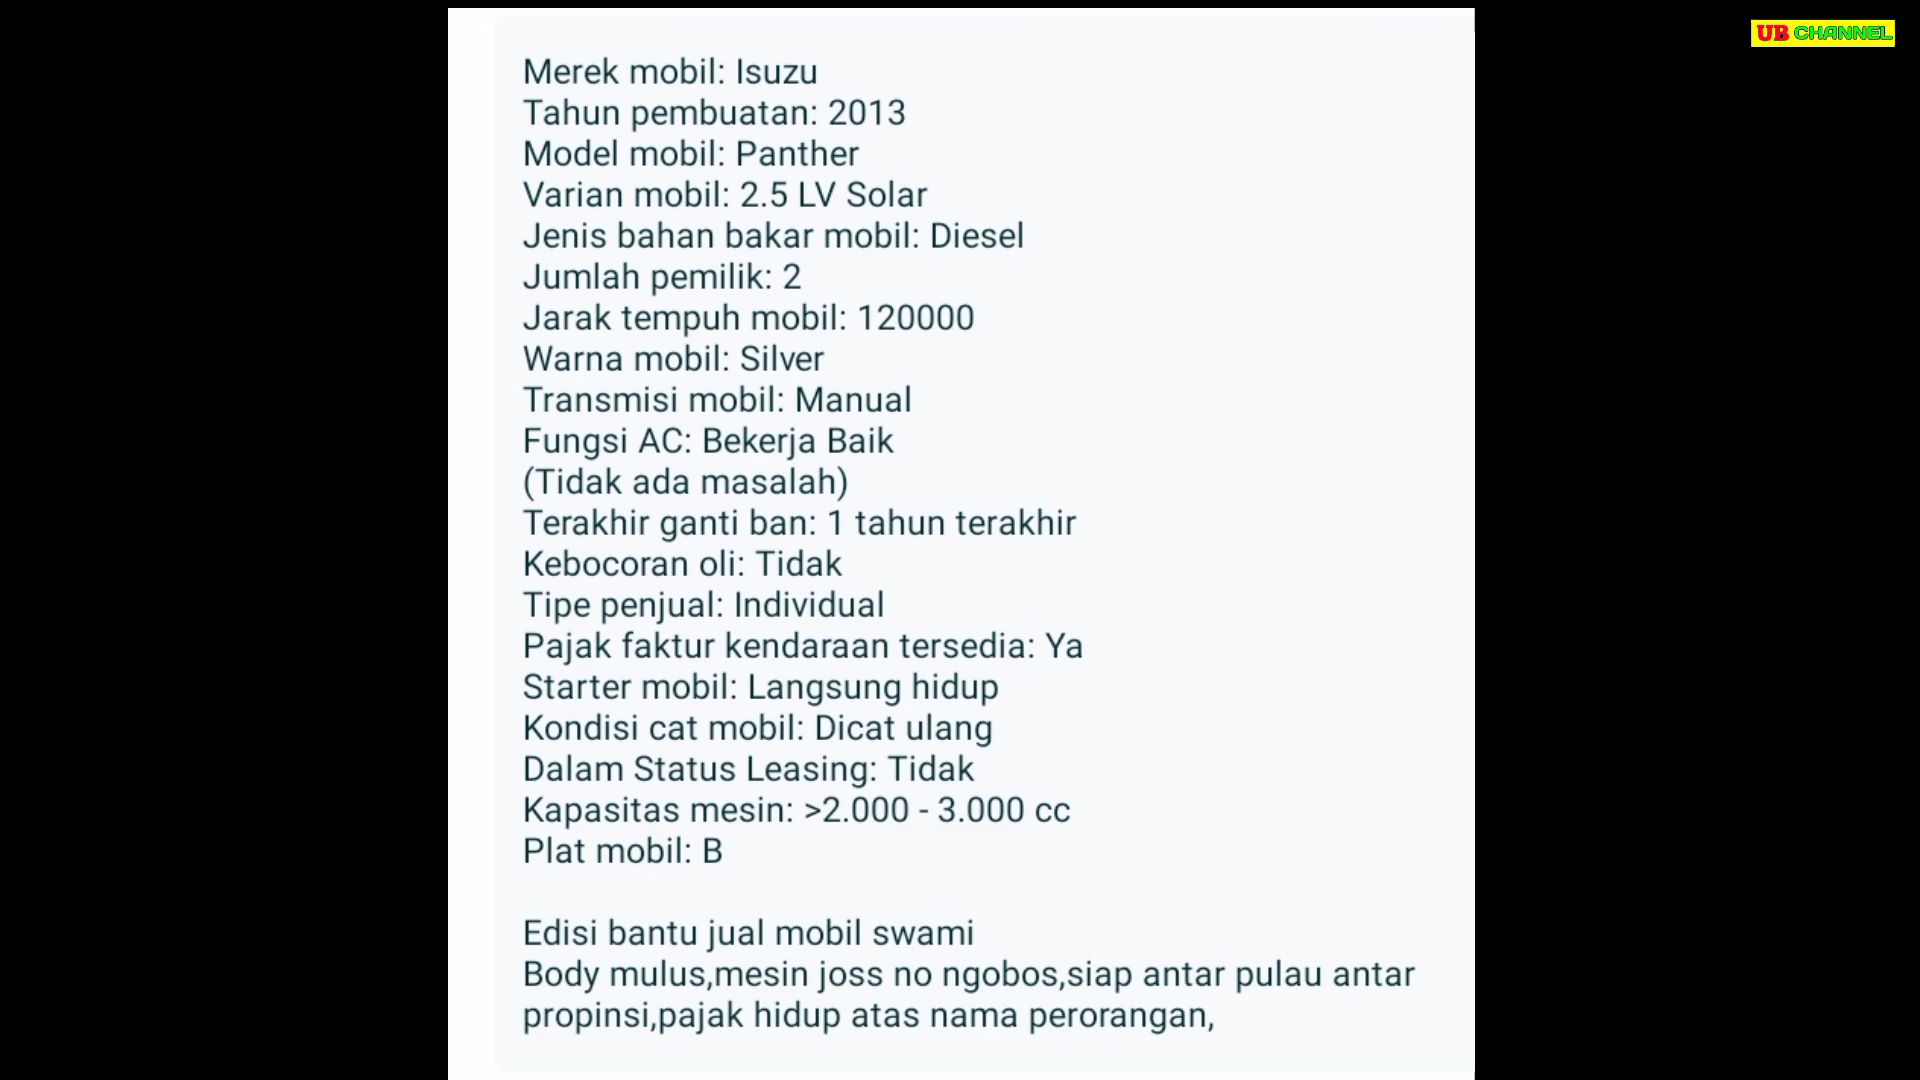 UB CHANNEL
Merek mobil: Isuzu
Tahun pembuatan: 2013
Model mobil: Panther
Varian mobil: 2.5 LV Solar
Jenis bahan bakar mobil: Diesel
Jumlah pemilik: 2
Jarak tempuh mobil: 120000
Warna mobil: Silver
Transmisi mobil: Manual
Fungsi AC: Bekerja Baik
(Tidak ada masalah)
Terakhir ganti ban: 1 tahun terakhir
Kebocoran oli: Tidak
Tipe penjual: Individual
Pajak faktur kendaraan tersedia: Ya
Starter mobil: Langsung hidup
Kondisi cat mobil: Dicat ulang
Dalam Status Leasing: Tidak
Kapasitas mesin: >2.000 - 3.000 cc
Plat mobil: B
Edisi bantu jual mobil swami
Body mulus,mesin joss no ngobos,siap antar pulau antar
propinsi,pajak hidup atas nama perorangan,